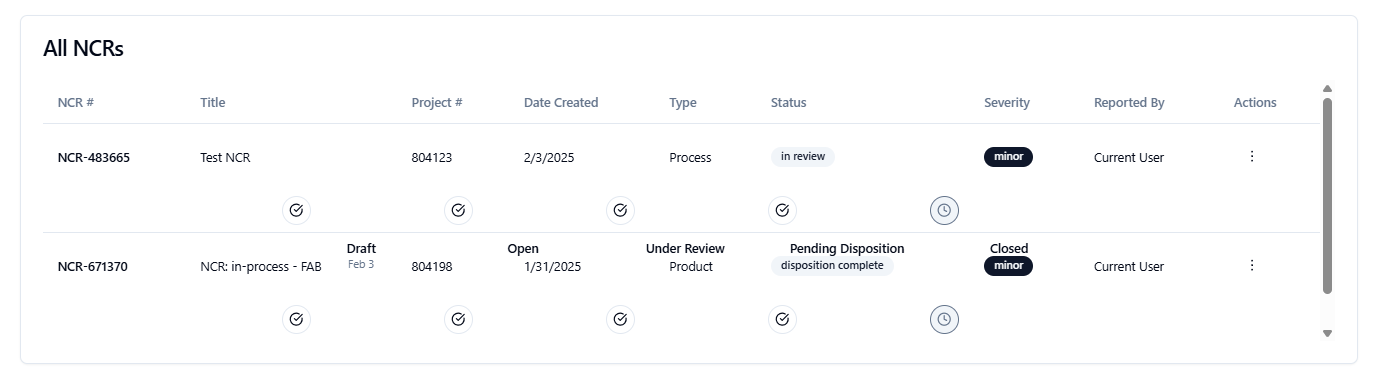 All NCRs
NCR # Title Project # Date Created Type Status Severity Reported By Actions
NCR-483665 Test NCR 804123 2/3/2025 Process in review minor Current User
Draft Open Under Review Pending Disposition Closed
Feb 3
NCR-671370 NCR: in-process - FAB 804198 1/31/2025 Product disposition complete minor Current User